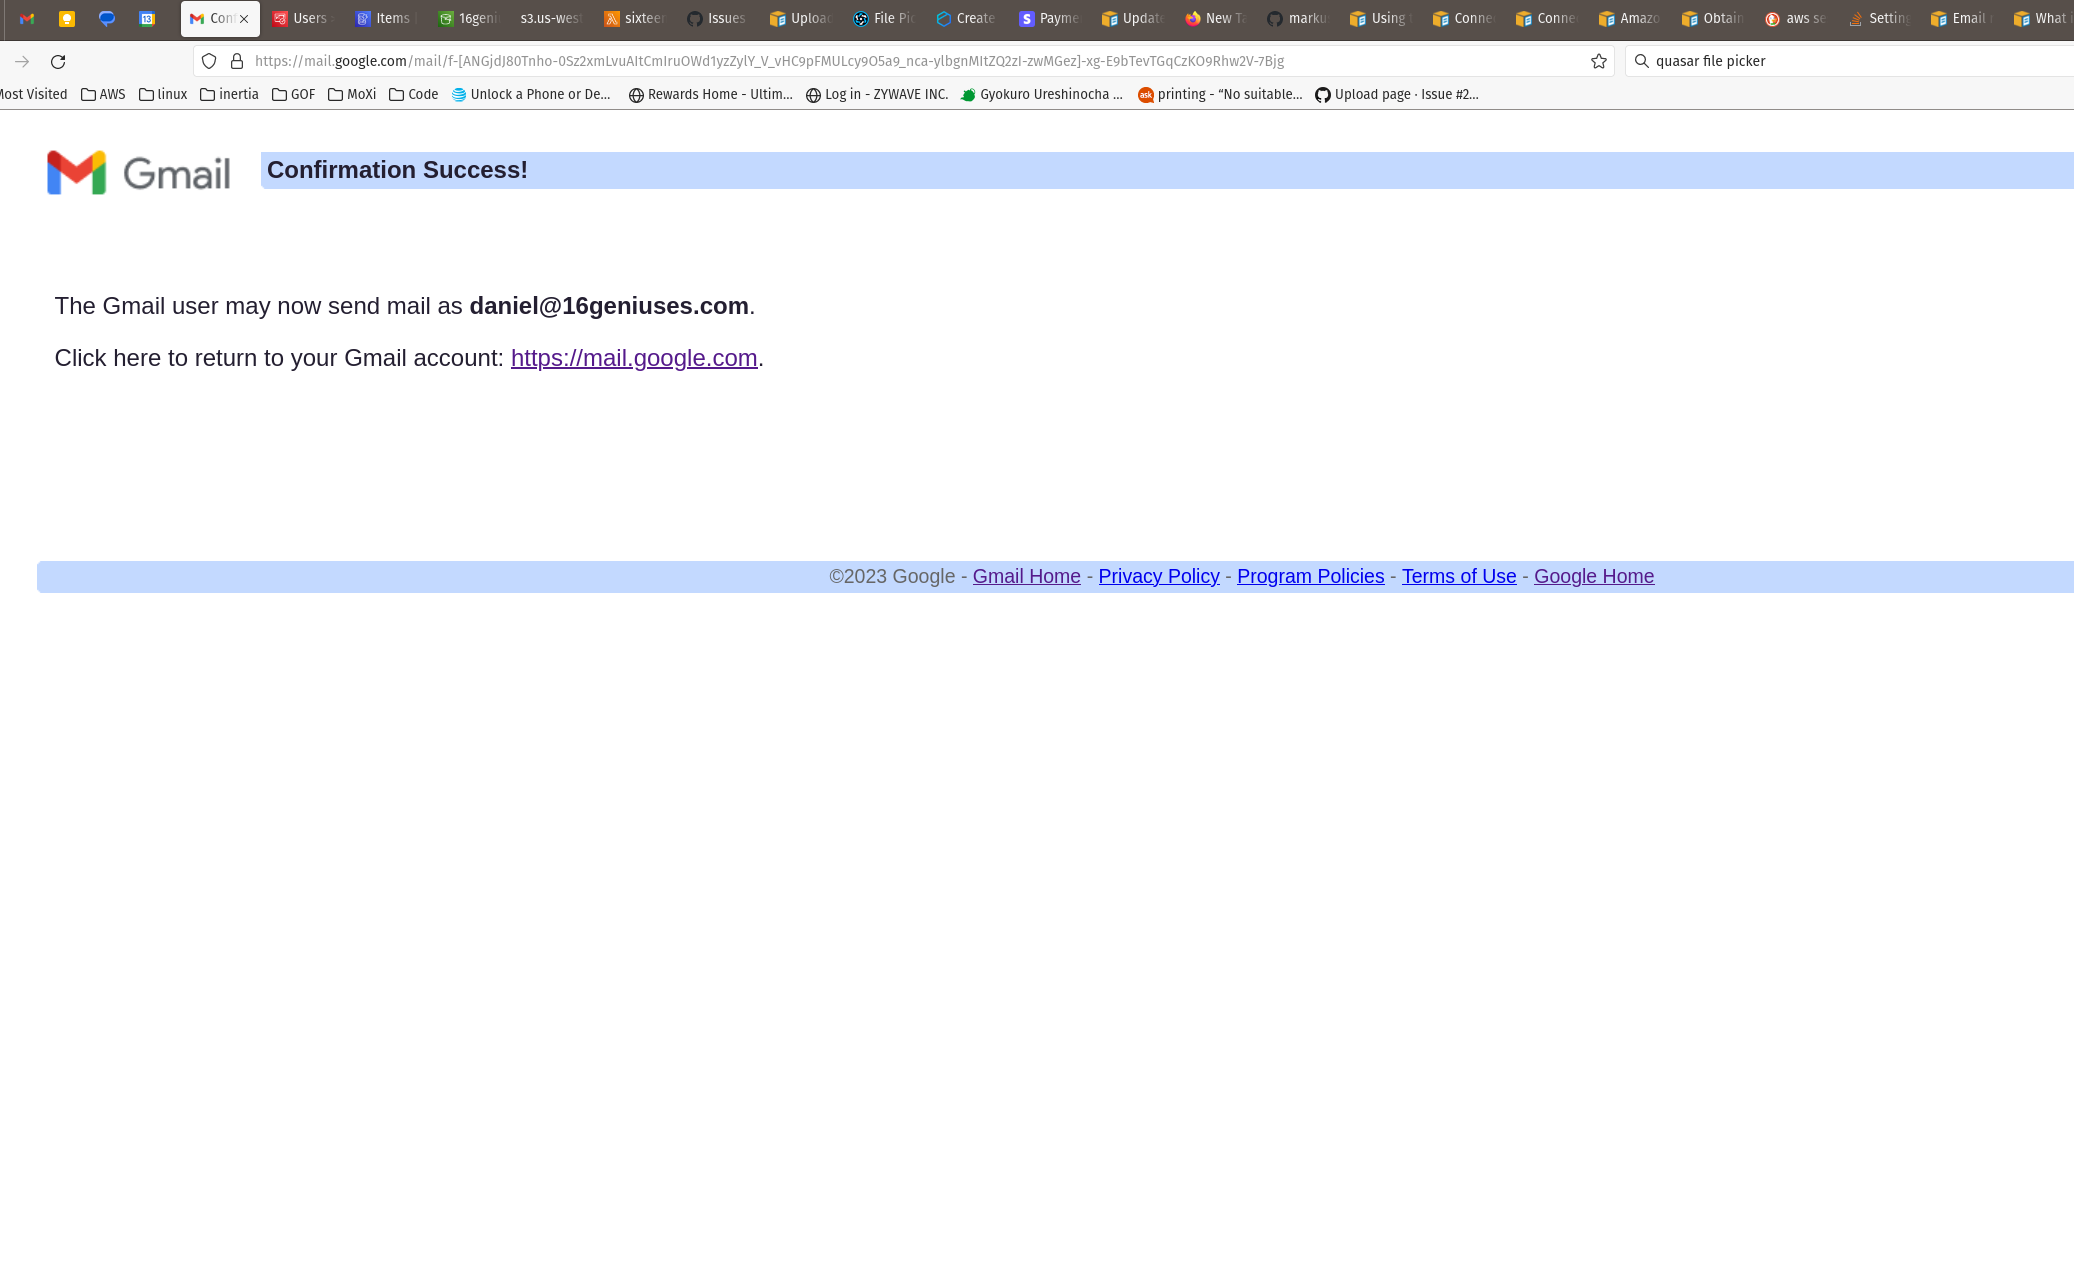 Conf Users Items 16geni s3.us-west sixteen Issues Upload File Pic Create Payme Update New Ta marku Using Connec Connec Amazo Obtain aws se Setting Email What i
https://mail.google.com/mail/f-[ANGjdJ80Tnho-0Sz2xmLvuAItCmIruOWd1yzZylY_V_vHC9pFMULcy9O5a9_nca-ylbgnMItZQ2zI-zwMGez]-xg-E9bTevTGqCzKO9Rhw2V-7Bjg quasar file picker
Most Visited AWS linux inertia GOF MoXi Code Unlock a Phone or De... Rewards Home - Ultim... Log in - ZYWAVE INC. Gyokuro Ureshinocha ... printing - “No suitable... Upload page · Issue #2...
Gmail Confirmation Success!
The Gmail user may now send mail as daniel@16geniuses.com.
Click here to return to your Gmail account: https://mail.google.com.
©2023 Google - Gmail Home - Privacy Policy - Program Policies - Terms of Use - Google Home